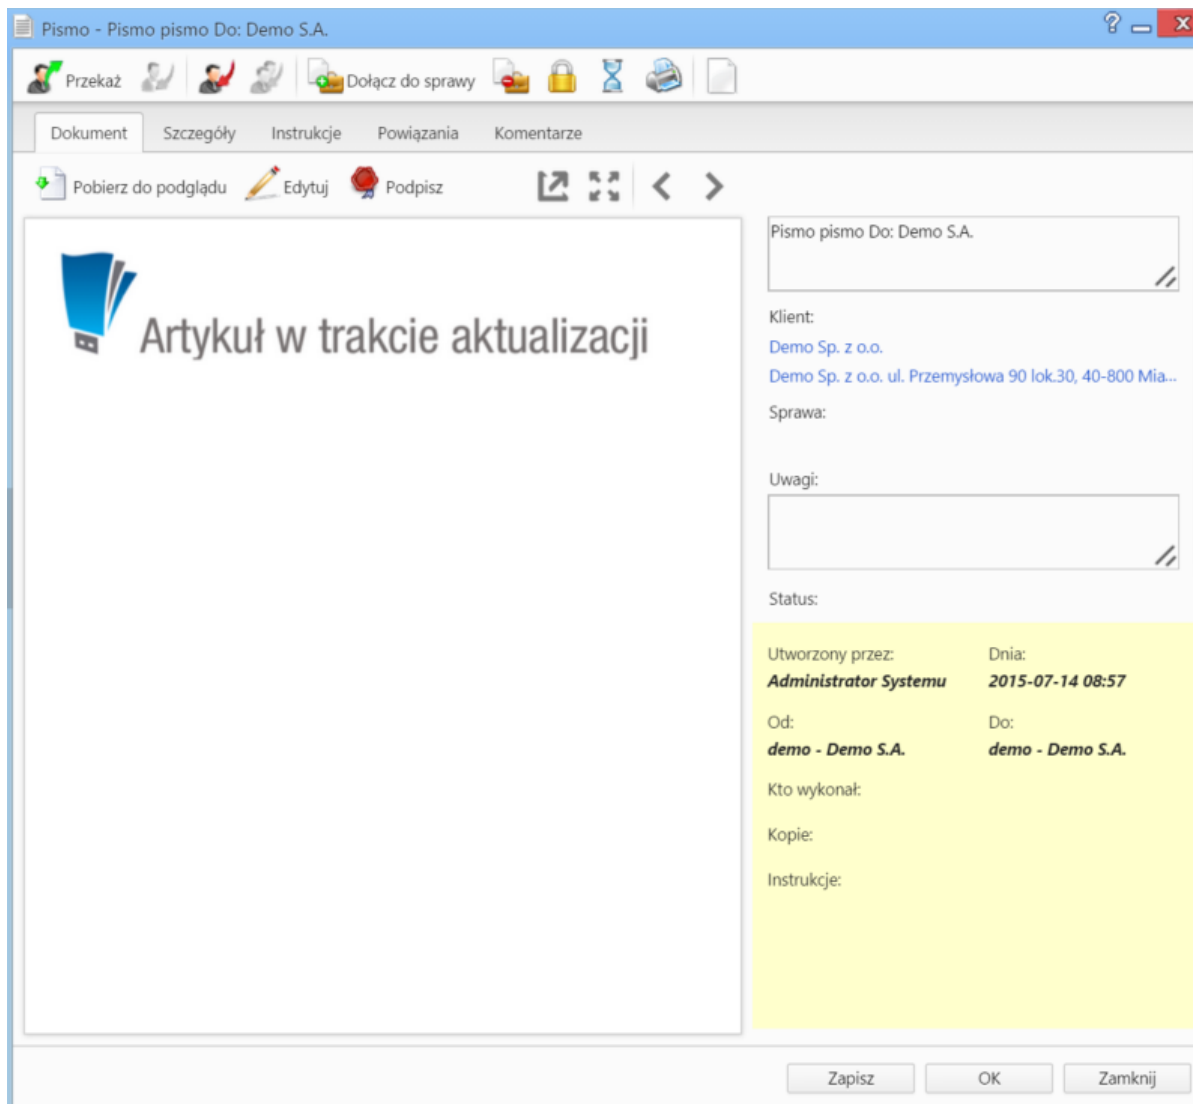 Pismo - Pismo pismo Do: Demo S.A.
Przekaż Dołącz do sprawy
Dokument Szczegóły Instrukcje Powiązania Komentarze
Pobierz do podglądu Edytuj Podpisz
Artykuł w trakcie aktualizacji
Pismo pismo Do: Demo S.A.
Klient:
Demo Sp. z o.o.
Demo Sp. z o.o. ul. Przemysłowa 90 lok.30, 40-800 Mia...
Sprawa:
Uwagi:
Status:
Utworzony przez: Dnia:
Administrator Systemu 2015-07-14 08:57
Od: Do:
demo - Demo S.A. demo - Demo S.A.
Kto wykonał:
Kopie:
Instrukcje:
Zapisz OK Zamknij